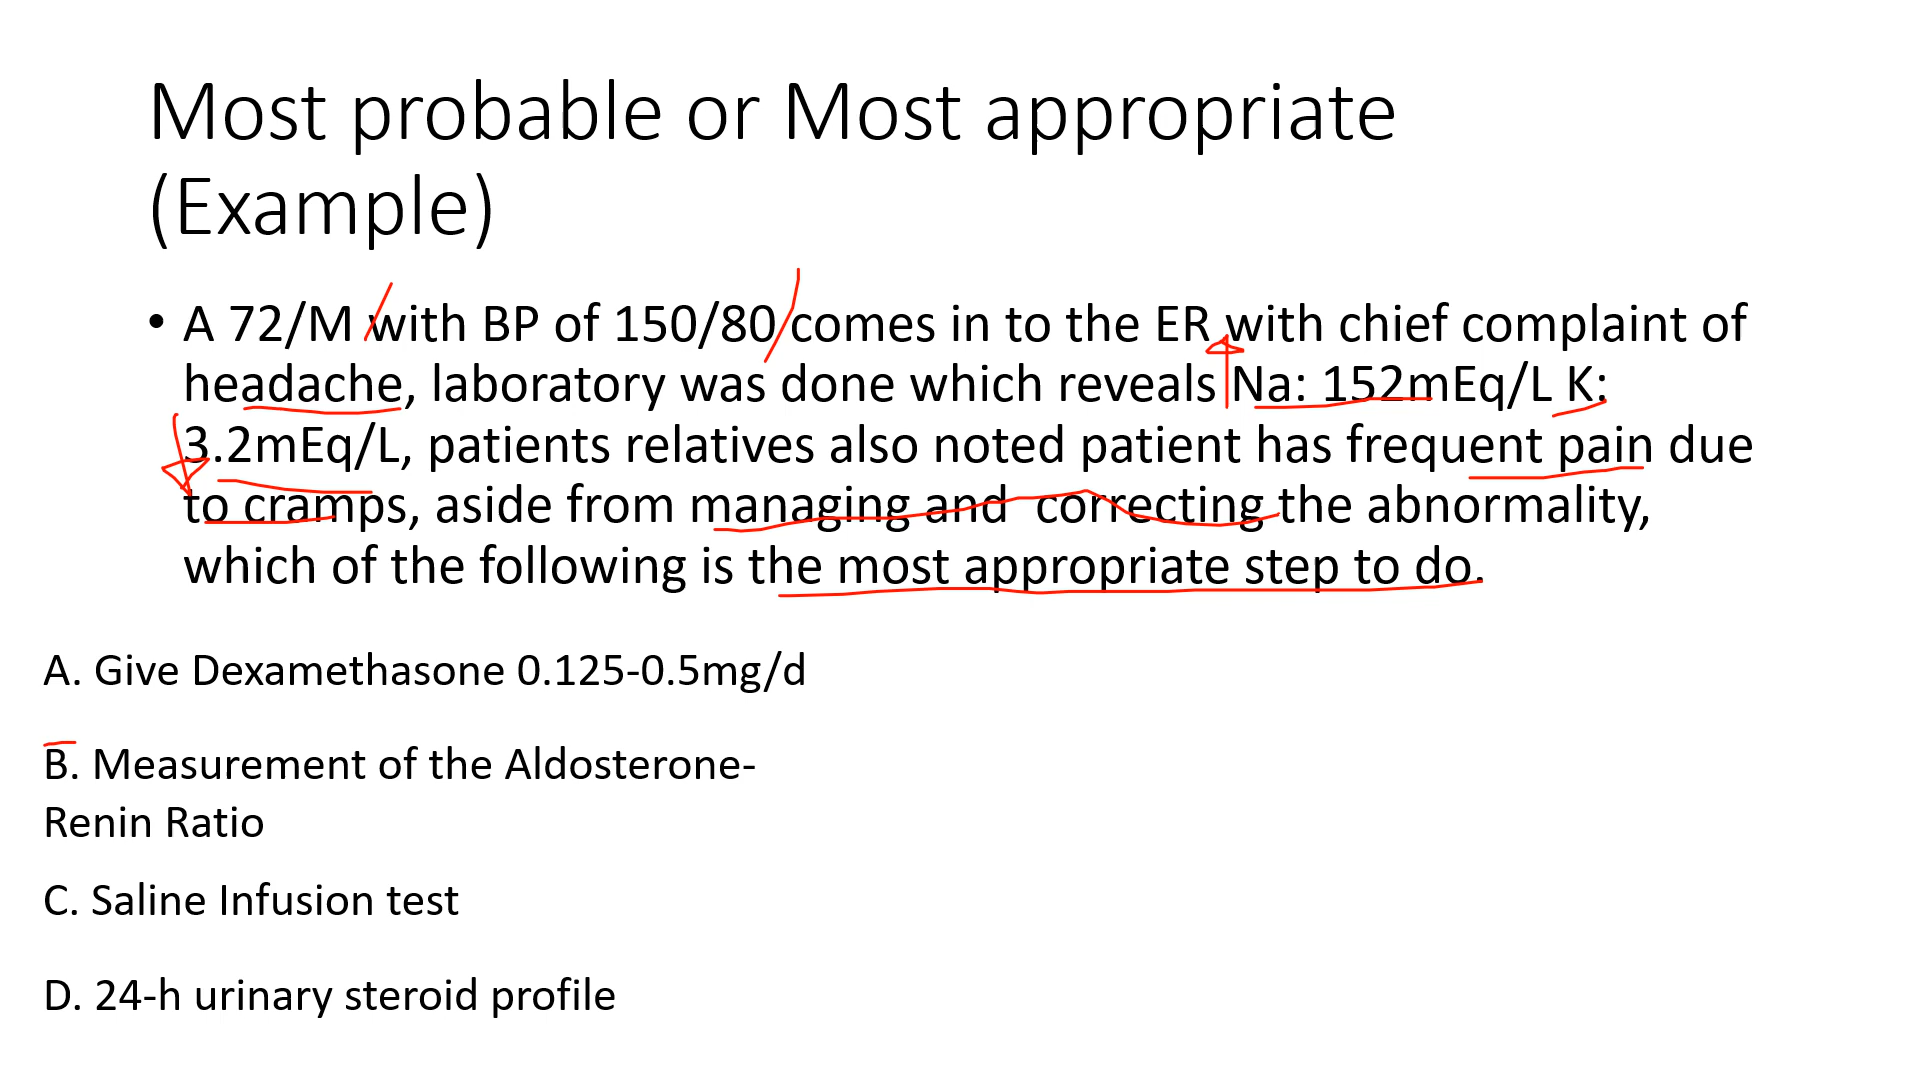 Most probable or Most appropriate
(Example)
• A 72/M with BP of 150/80 comes in to the ER with chief complaint of
headache, laboratory was done which reveals Na: 152mEq/L K:
3.2mEq/L, patients relatives also noted patient has frequent pain due
to cramps, aside from managing and  correcting the abnormality,
which of the following is the most appropriate step to do.
A. Give Dexamethasone 0.125-0.5mg/d
B. Measurement of the Aldosterone-
Renin Ratio
C. Saline Infusion test
D. 24-h urinary steroid profile